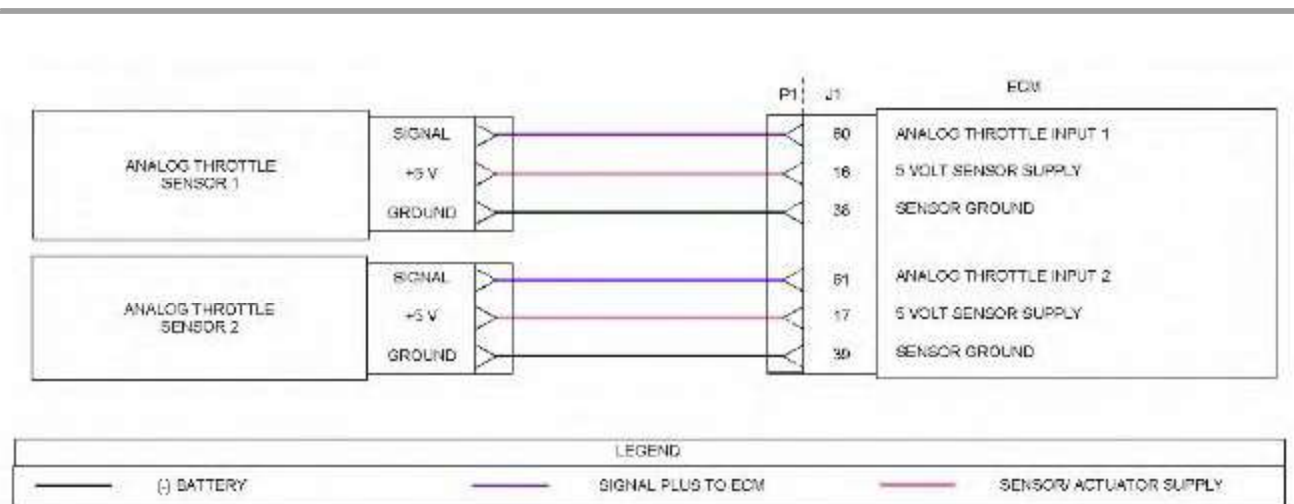 P1 J1 ECM
ANALOG THROTTLE
SENSOR 1
SIGNAL
+5 V
GROUND
60 ANALOG THROTTLE INPUT 1
16 5 VOLT SENSOR SUPPLY
38 SENSOR GROUND
ANALOG THROTTLE
SENSOR 2
SIGNAL
+5 V
GROUND
61 ANALOG THROTTLE INPUT 2
17 5 VOLT SENSOR SUPPLY
39 SENSOR GROUND
LEGEND
(-) BATTERY
SIGNAL PLUS TO ECM
SENSOR/ ACTUATOR SUPPLY